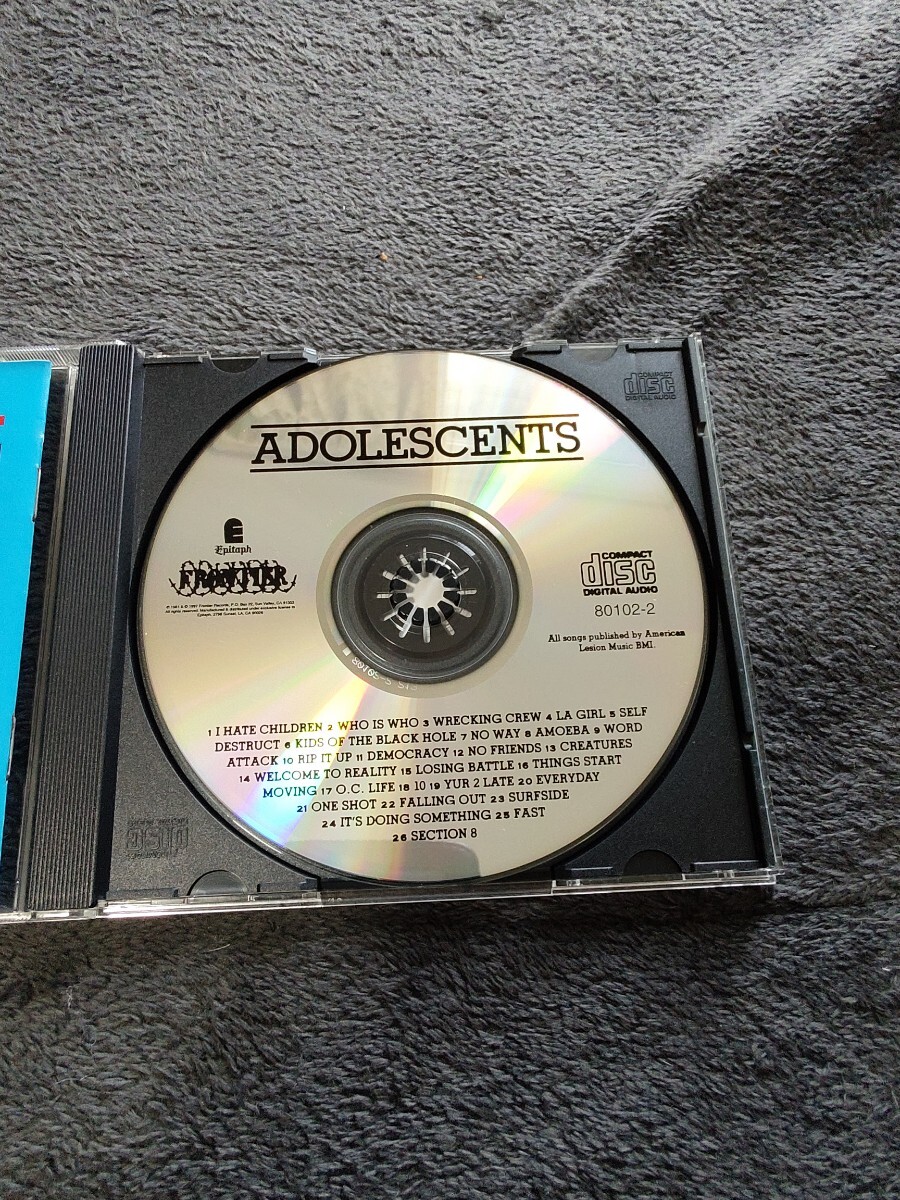 COMPACT
disc
DIGITAL AUDIO
ADOLESCENTS
E
Epitaph
FRONTIER
COMPACT
disc
DIGITAL AUDIO
80102-2
All songs published by American
Lesion Music BMI.
1 I HATE CHILDREN 2 WHO IS WHO 3 WRECKING CREW 4 LA GIRL 5 SELF
DESTRUCT 6 KIDS OF THE BLACK HOLE 7 NO WAY 8 AMOEBA 9 WORD
ATTACK 10 RIP IT UP 11 DEMOCRACY 12 NO FRIENDS 13 CREATURES
14 WELCOME TO REALITY 15 LOSING BATTLE 16 THINGS START
MOVING 17 O.C. LIFE 18 10 19 YUR 2 LATE 20 EVERYDAY
21 ONE SHOT 22 FALLING OUT 23 SURFSIDE
24 IT'S DOING SOMETHING 25 FAST
26 SECTION 8